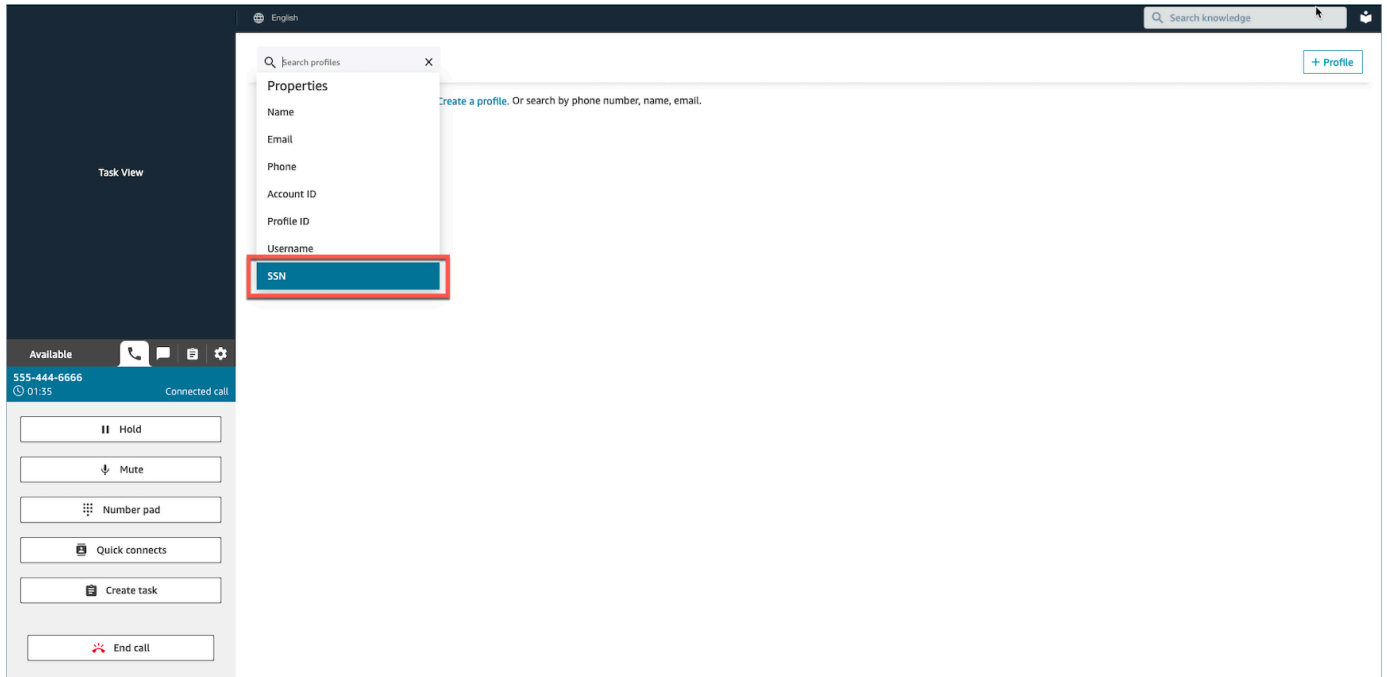 English
Search knowledge
Search profiles
+ Profile
Properties
Create a profile. Or search by phone number, name, email.
Name
Email
Phone
Account ID
Profile ID
Username
SSN
Task View
Available
555-444-6666
01:35 Connected call
Hold
Mute
Number pad
Quick connects
Create task
End call